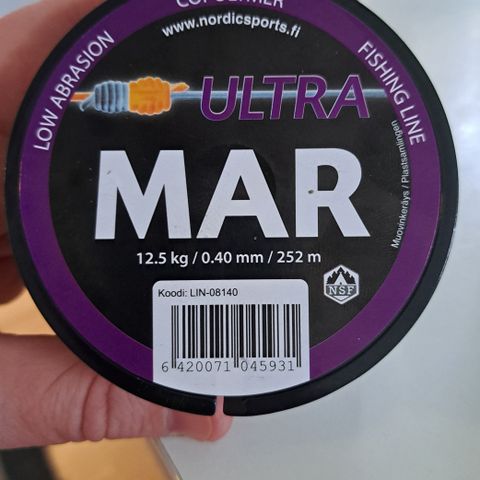 www.nordicsports.fi
LOW ABRASION
FISHING LINE
ULTRA
MAR
12.5 kg / 0.40 mm / 252 m
Muovinkeräys / Plastsamlingen
NSF
Koodi: LIN-08140
6 420071 045931